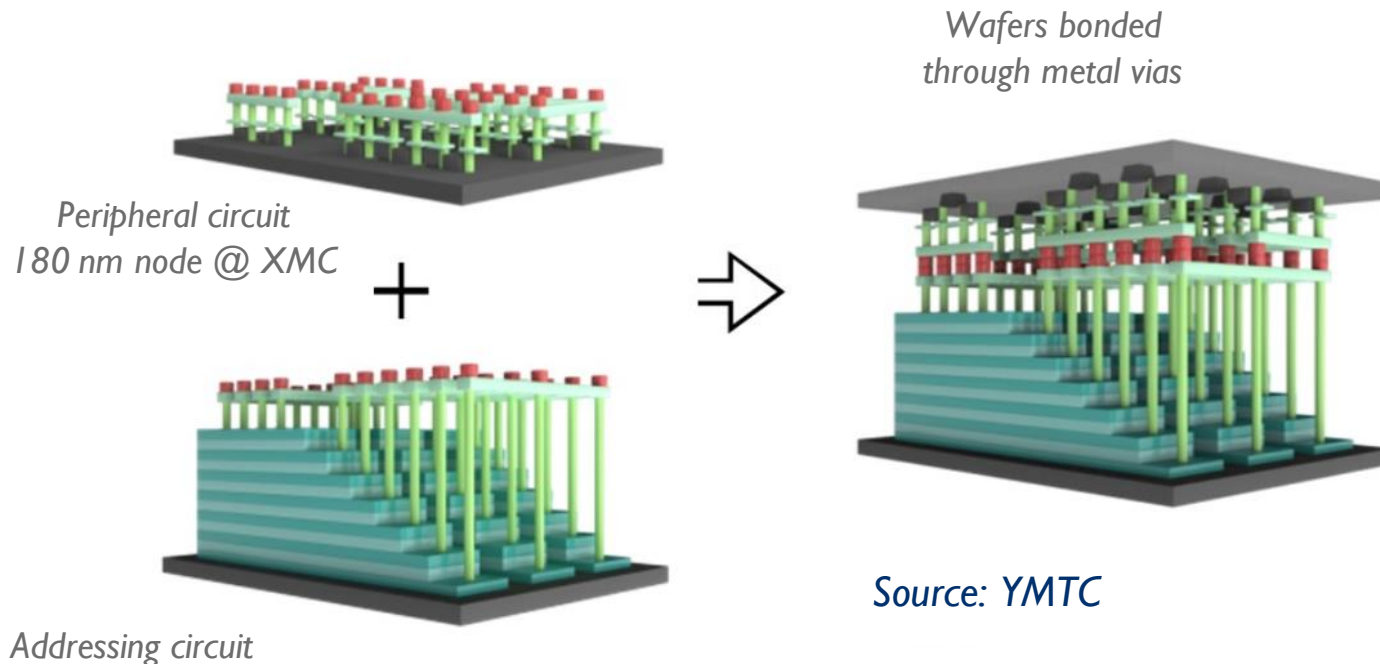 Wafers bonded
through metal vias
Peripheral circuit
180 nm node @ XMC
+
Source: YMTC
Addressing circuit